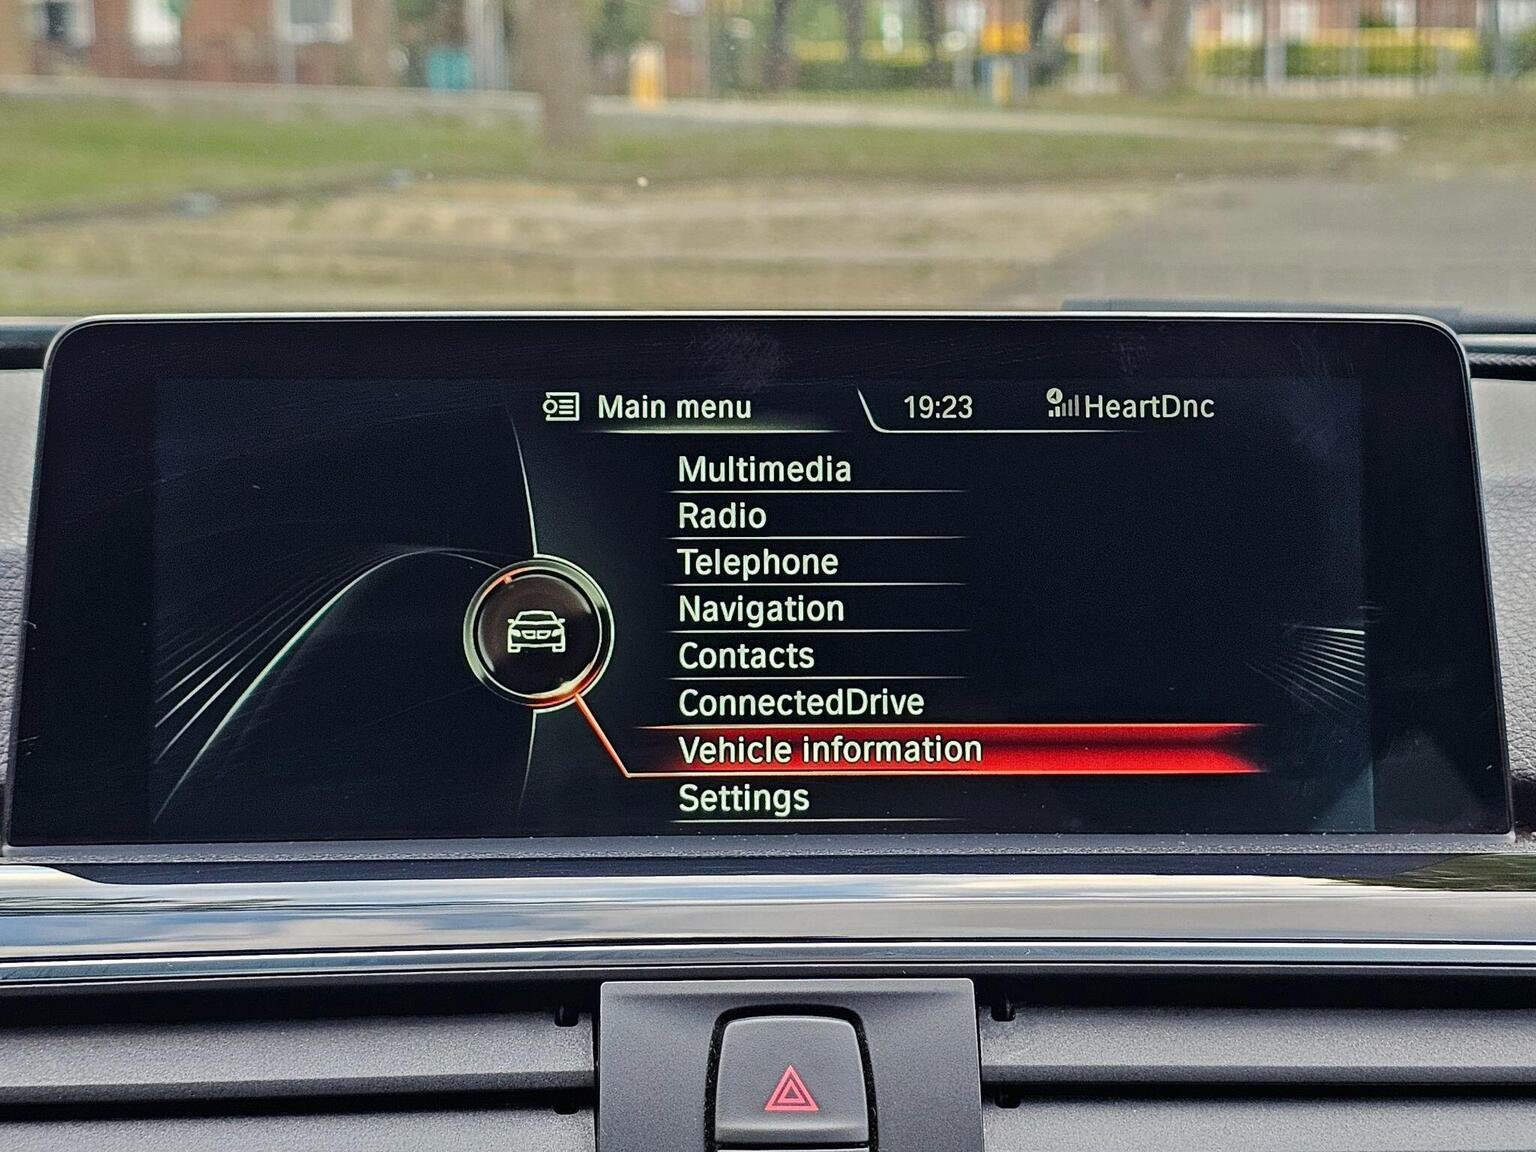 Main menu 19:23 HeartDnc
Multimedia
Radio
Telephone
Navigation
Contacts
ConnectedDrive
Vehicle information
Settings